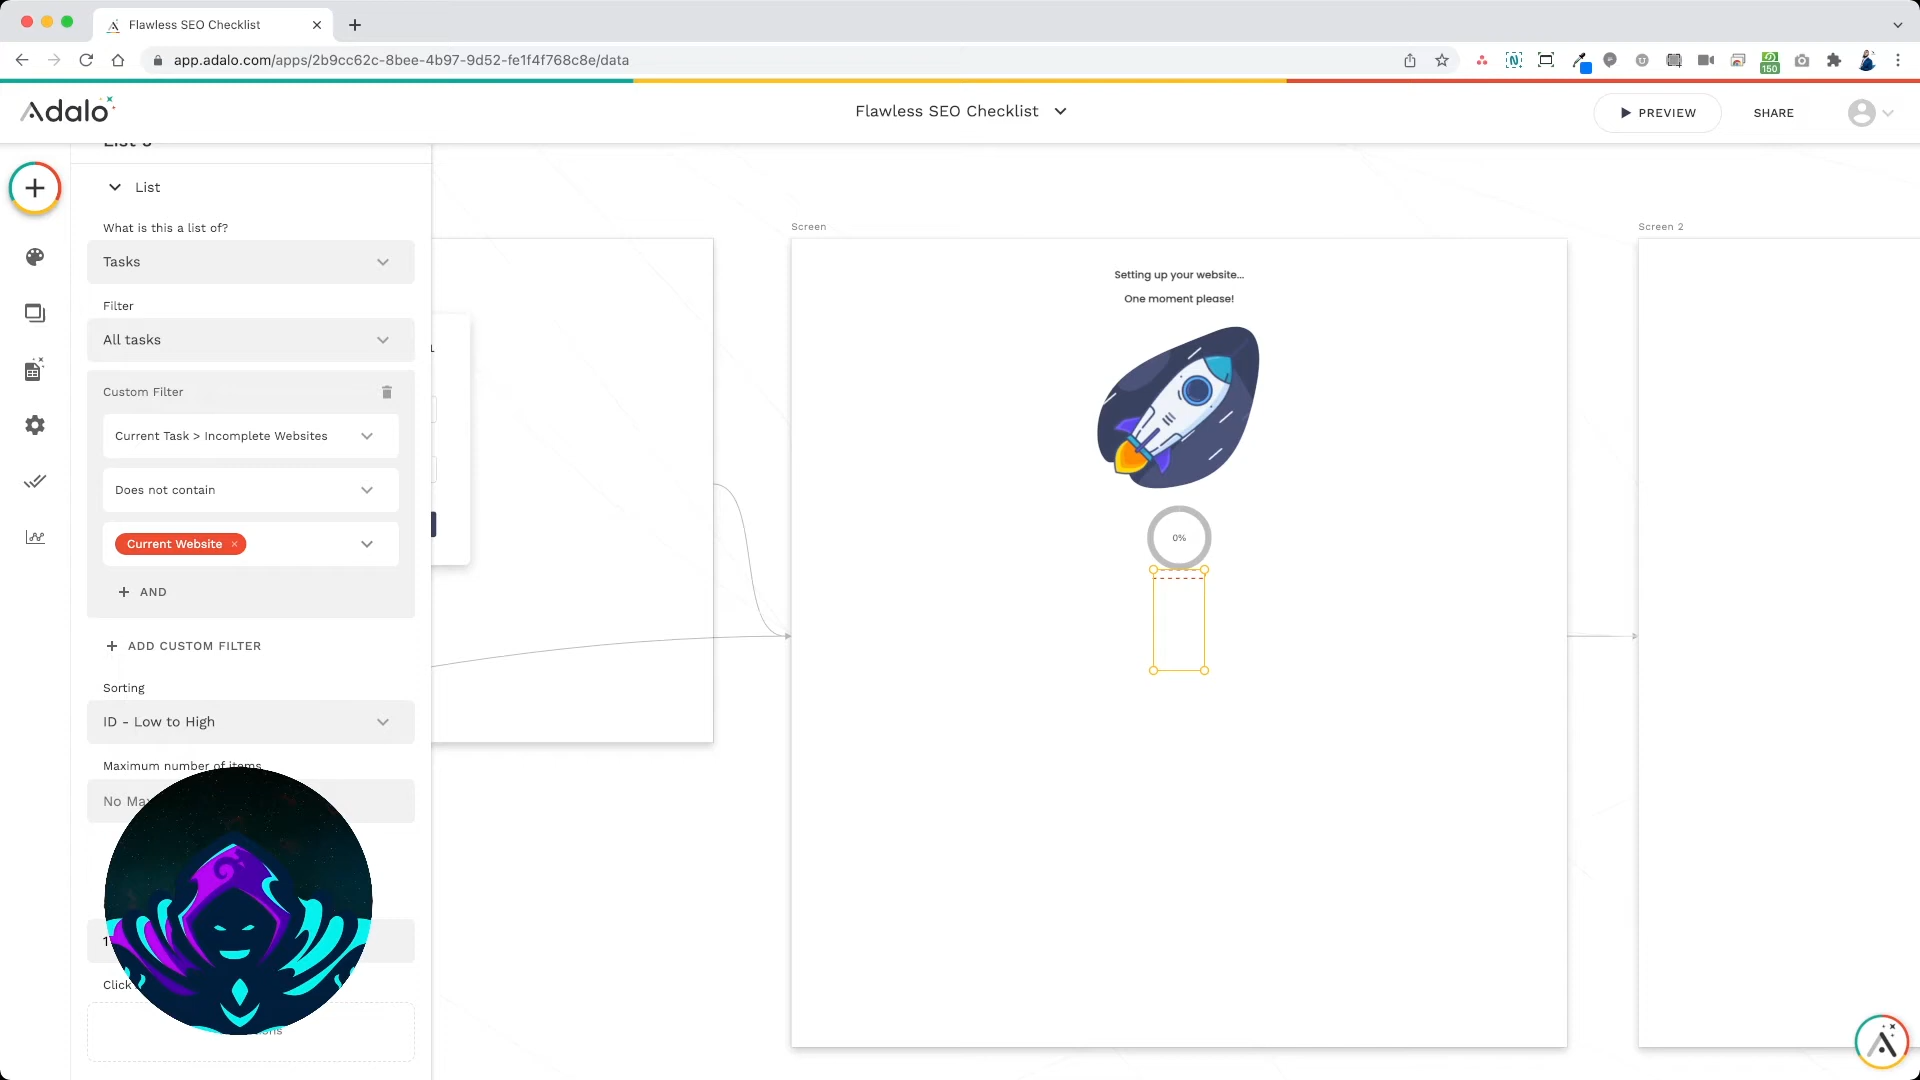 Flawless SEO Checklist
app.adalo.com/apps/2b9cc62c-8bee-4b97-9d52-fe1f4f768c8e/data
150
Adalo
Flawless SEO Checklist
PREVIEW
SHARE
List
What is this a list of?
Tasks
Filter
All tasks
Custom Filter
Current Task > Incomplete Websites
Does not contain
Current Website ×
+ AND
+ ADD CUSTOM FILTER
Sorting
ID - Low to High
Maximum number of items
No
Click
Screen
Setting up your website...
One moment please!
0%
Screen 2